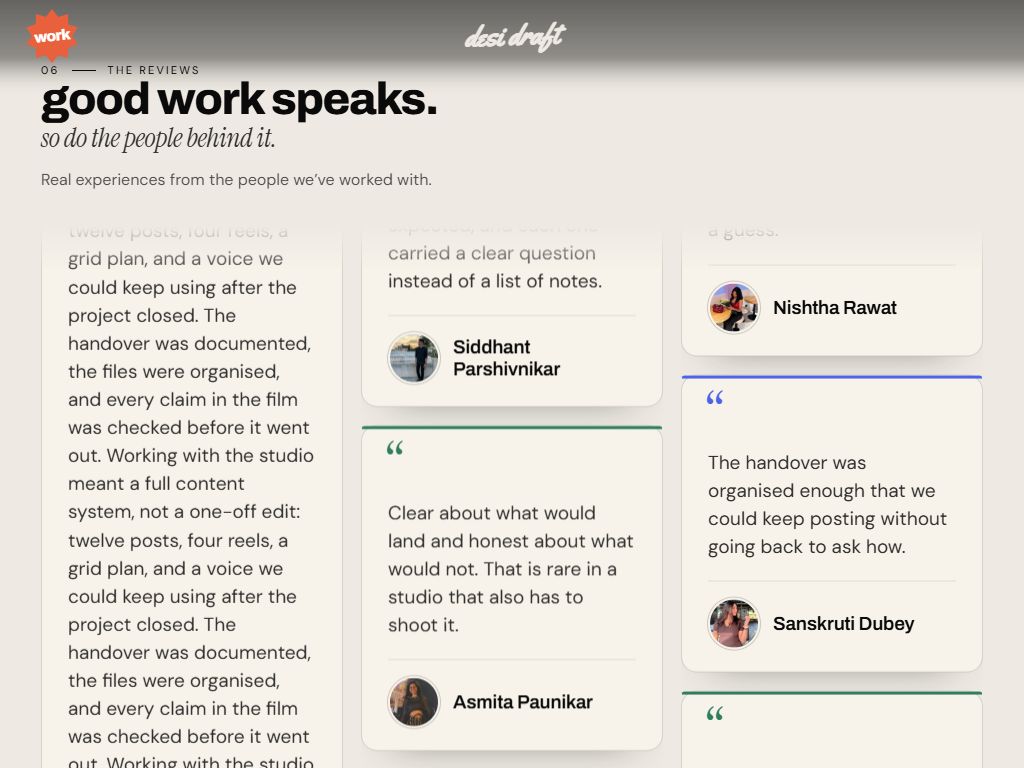 work
desi draft
06 — THE REVIEWS
good work speaks.
so do the people behind it.
Real experiences from the people we’ve worked with.
twelve posts, four reels, a
grid plan, and a voice we
could keep using after the
project closed. The
handover was documented,
the files were organised,
and every claim in the film
was checked before it went
out. Working with the studio
meant a full content
system, not a one-off edit:
twelve posts, four reels, a
grid plan, and a voice we
could keep using after the
project closed. The
handover was documented,
the files were organised,
and every claim in the film
was checked before it went
out. Working with the studio
expected, and each one
carried a clear question
instead of a list of notes.
Siddhant
Parshivnikar
“
Clear about what would
land and honest about what
would not. That is rare in a
studio that also has to
shoot it.
Asmita Paunikar
a guess.
Nishtha Rawat
“
The handover was
organised enough that we
could keep posting without
going back to ask how.
Sanskruti Dubey
“